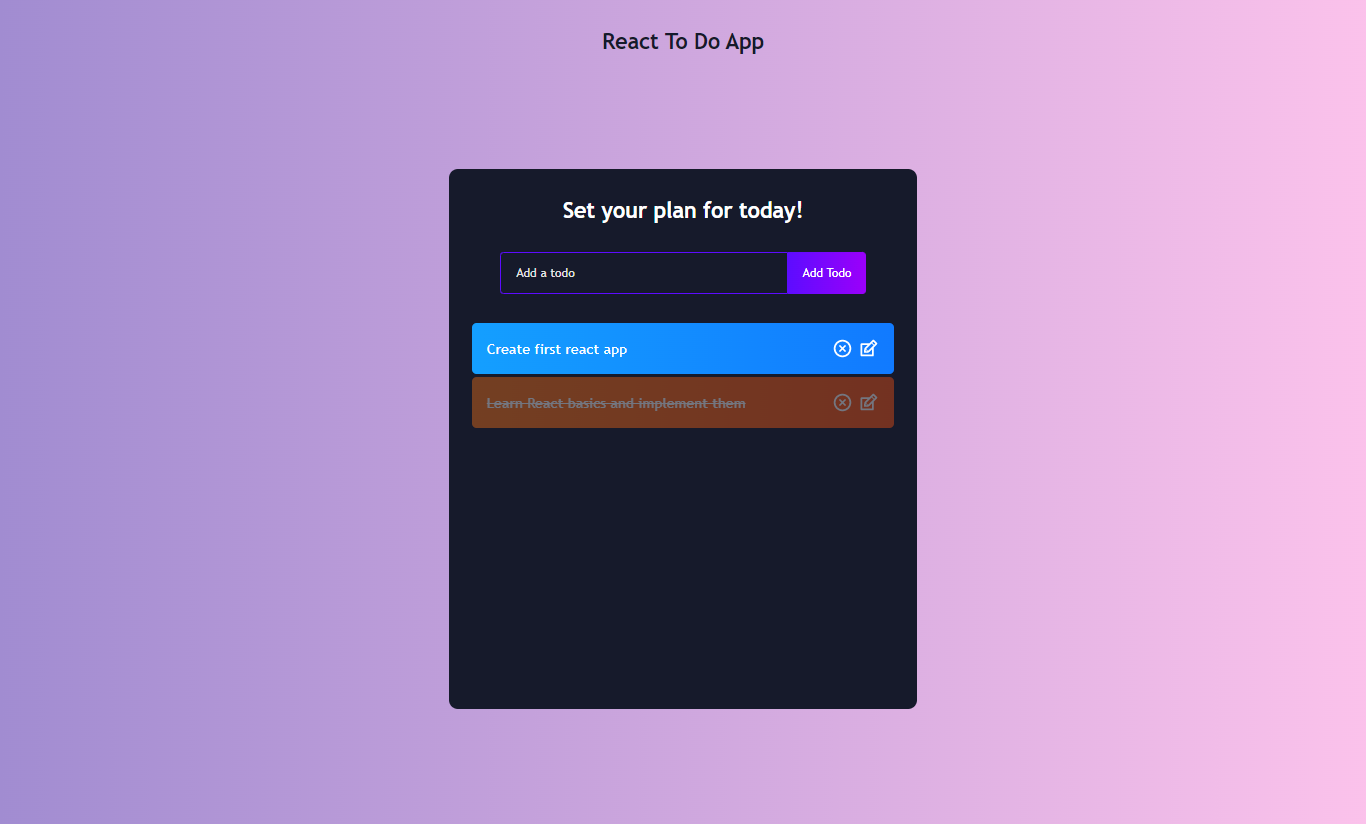 React To Do App
Set your plan for today!
Add a todo
Add Todo
Create first react app
Learn React basics and implement them